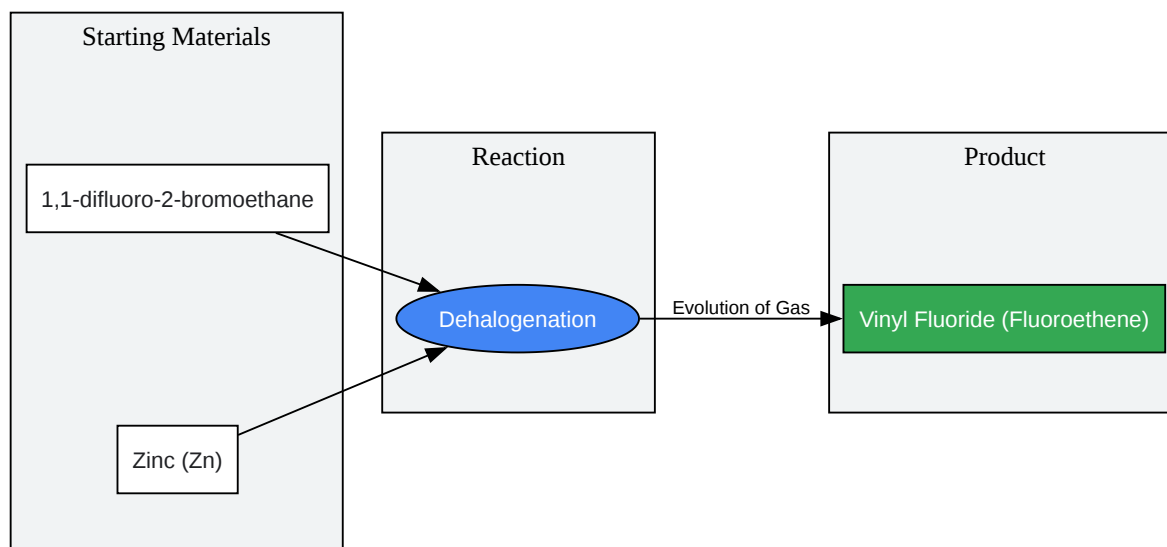 Starting Materials
1,1-difluoro-2-bromoethane
Zinc (Zn)
Reaction
Dehalogenation
Evolution of Gas
Product
Vinyl Fluoride (Fluoroethene)